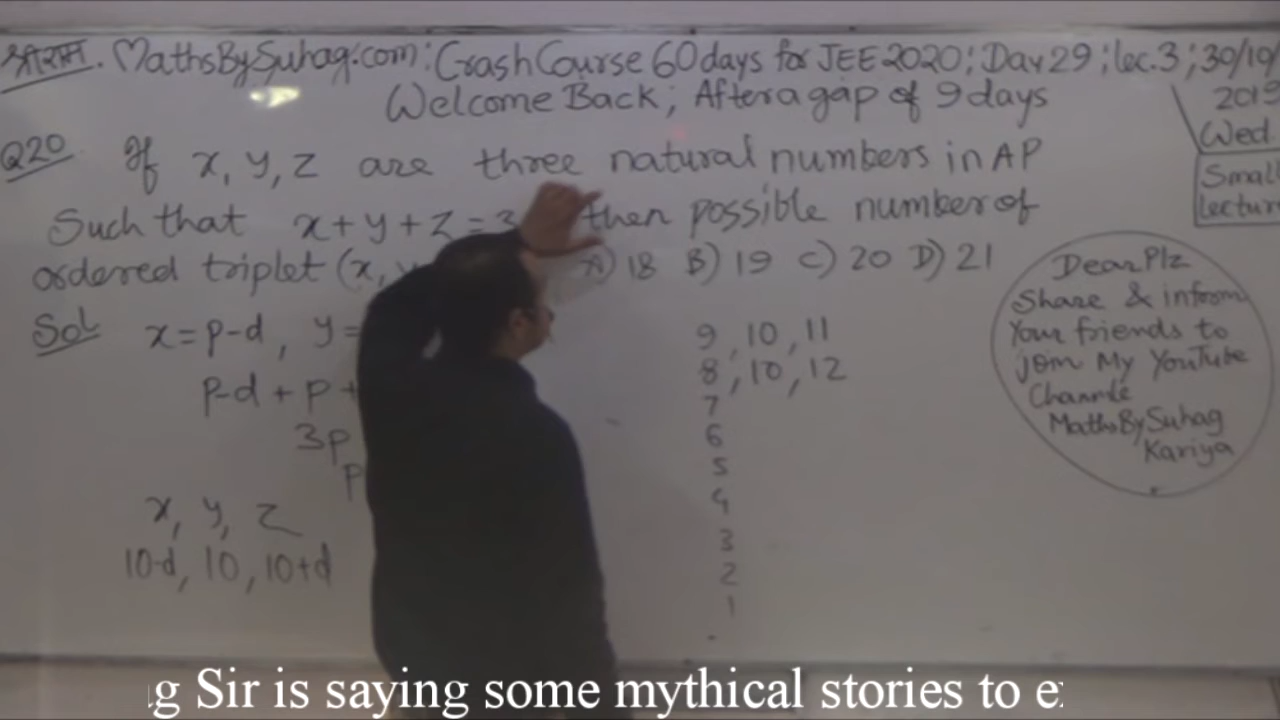 श्रीराम. MathsBySuhag.com: Crash Course 60 days for JEE 2020; Day 29; lec. 3; 30/10/
2019
Welcome Back; After a gap of 9 days
Wed.
Q20 If x, y, z are three natural numbers in AP
Small
lecture
Such that x+y+z=3 then possible number of
ordered triplet (x, A) 18 B) 19 C) 20 D) 21
Sol x=p-d, y=
p-d+p+
3p
p
x, y, z
10-d, 10, 10+d
9, 10, 11
8, 10, 12
7
6
5
4
3
2
1
Dear Plz
Share & inform
Your friends to
join My YouTube
Channle
MathsBySuhag
Kariya
g Sir is saying some mythical stories to e